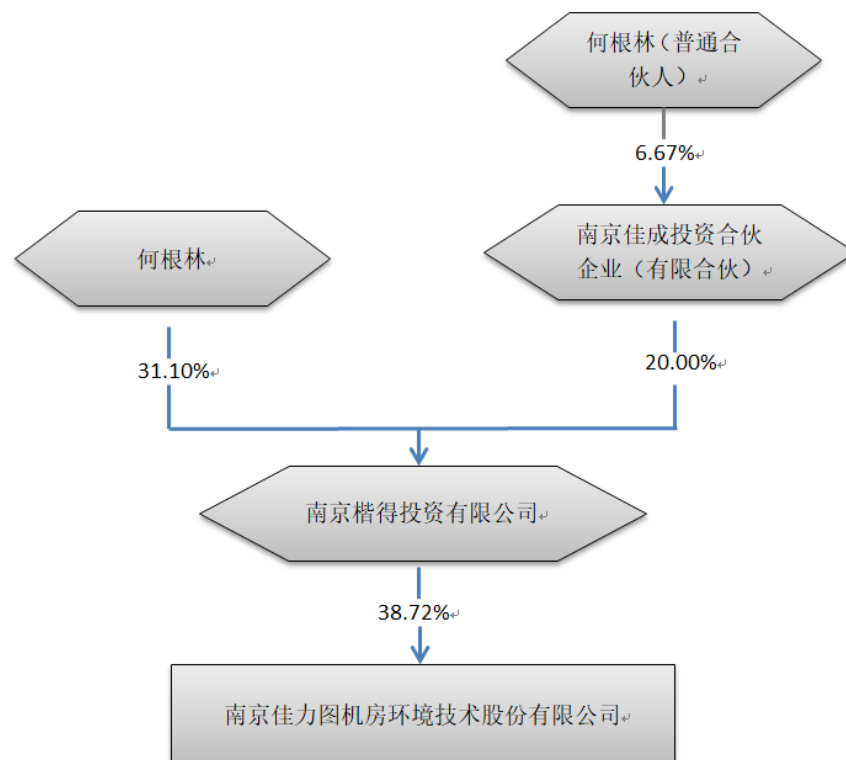 何根林（普通合
伙人）
6.67%
南京佳成投资合伙
企业（有限合伙）
何根林
31.10%
20.00%
南京楷得投资有限公司
38.72%
南京佳力图机房环境技术股份有限公司